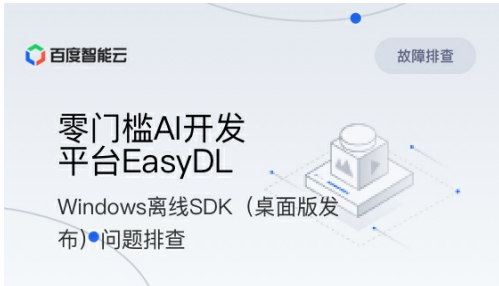 百度智能云
故障排查
零门槛AI开发
平台EasyDL
Windows离线SDK（桌面版发
布）问题排查